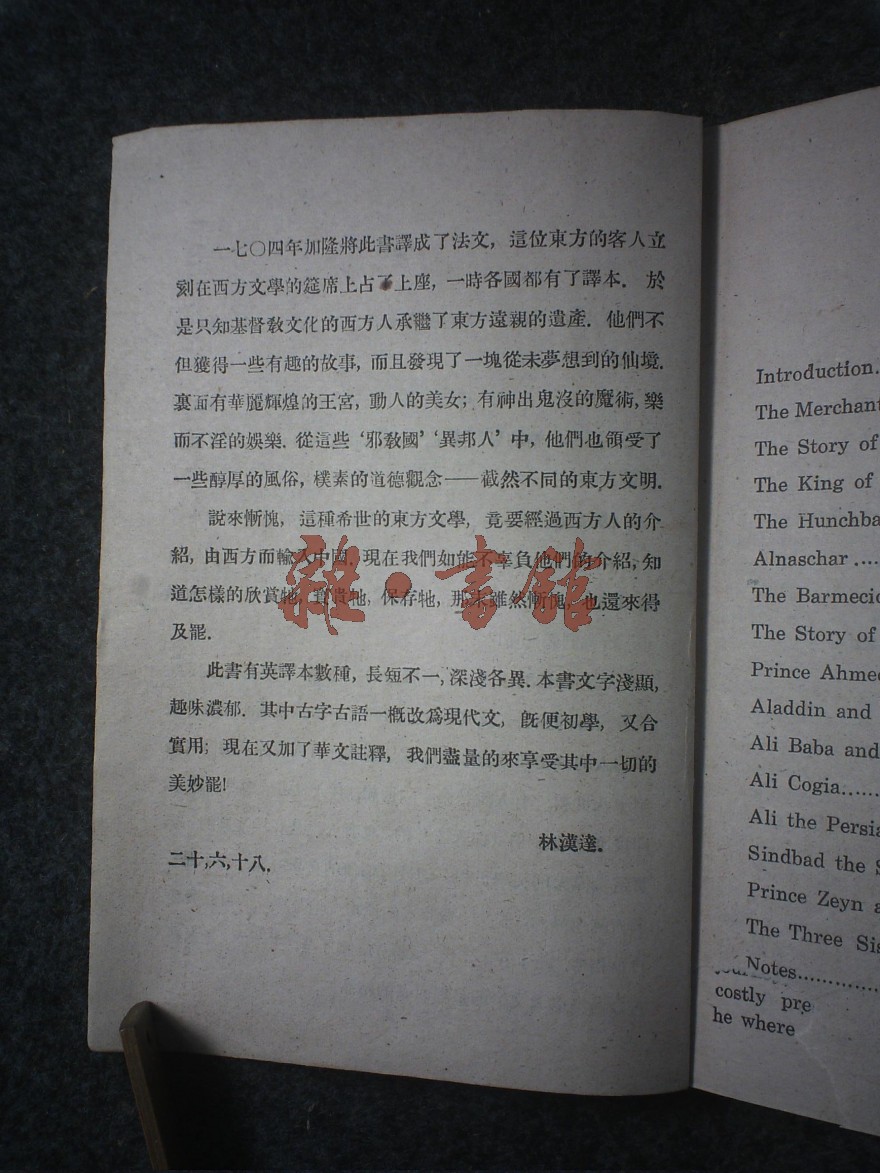 一七〇四年加隆將此書譯成了法文，這位東方的客人立
刻在西方文學的筵席上占了上座，一時各國都有了譯本．於
是只知基督敎文化的西方人承繼了東方遠親的遺產．他們不
但獲得一些有趣的故事，而且發現了一塊從未夢想到的仙境．
裏面有華麗輝煌的王宮，動人的美女；有神出鬼沒的魔術，樂
而不淫的娛樂．從這些‘邪敎國’‘異邦人’中，他們也領受了
一些醇厚的風俗，樸素的道德觀念——截然不同的東方文明．
說來慚愧，這種希世的東方文學，竟要經過西方人的介
紹，由西方而輸入中國．現在我們如能不辜負他們的介紹，知
道怎樣的欣賞牠，寶貴牠，保存牠，那末雖然慚愧，也還來得
及罷．
此書有英譯本數種，長短不一，深淺各異．本書文字淺顯，
趣味濃郁．其中古字古語一概改爲現代文，旣便初學，又合
實用；現在又加了華文註釋，我們盡量的來享受其中一切的
美妙罷！
林漢達．
二十，六，十八．
雜·書館
Introduction.
The Merchant
The Story of
The King of
The Hunchba
Alnaschar....
The Barmecid
The Story of
Prince Ahmed
Aladdin and
Ali Baba and
Ali Cogia......
Ali the Persia
Sindbad the S
Prince Zeyn a
The Three Sis
Notes..............
costly pre
he where